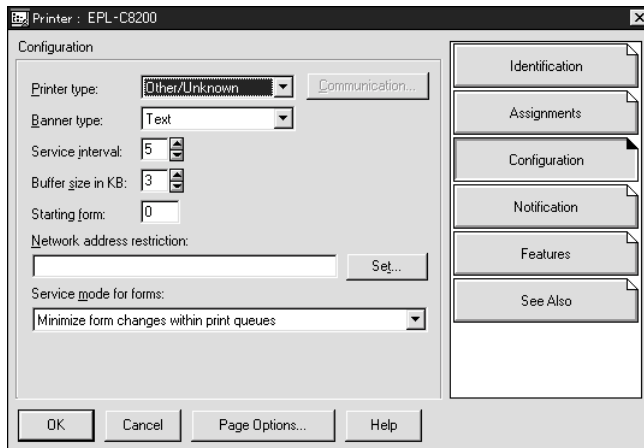 Printer : EPL-C8200
Configuration
Printer type: Other/Unknown Communication...
Banner type: Text
Service interval: 5
Buffer size in KB: 3
Starting form: 0
Network address restriction:
Set...
Service mode for forms:
Minimize form changes within print queues
Identification
Assignments
Configuration
Notification
Features
See Also
OK Cancel Page Options... Help